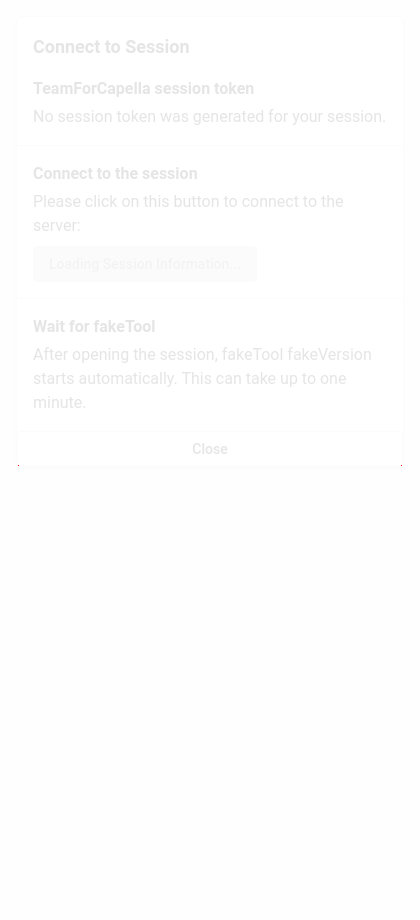 Connect to Session
TeamForCapella session token
No session token was generated for your session.
Connect to the session
Please click on this button to connect to the
server:
Loading Session Information...
Wait for fakeTool
After opening the session, fakeTool fakeVersion
starts automatically. This can take up to one
minute.
Close